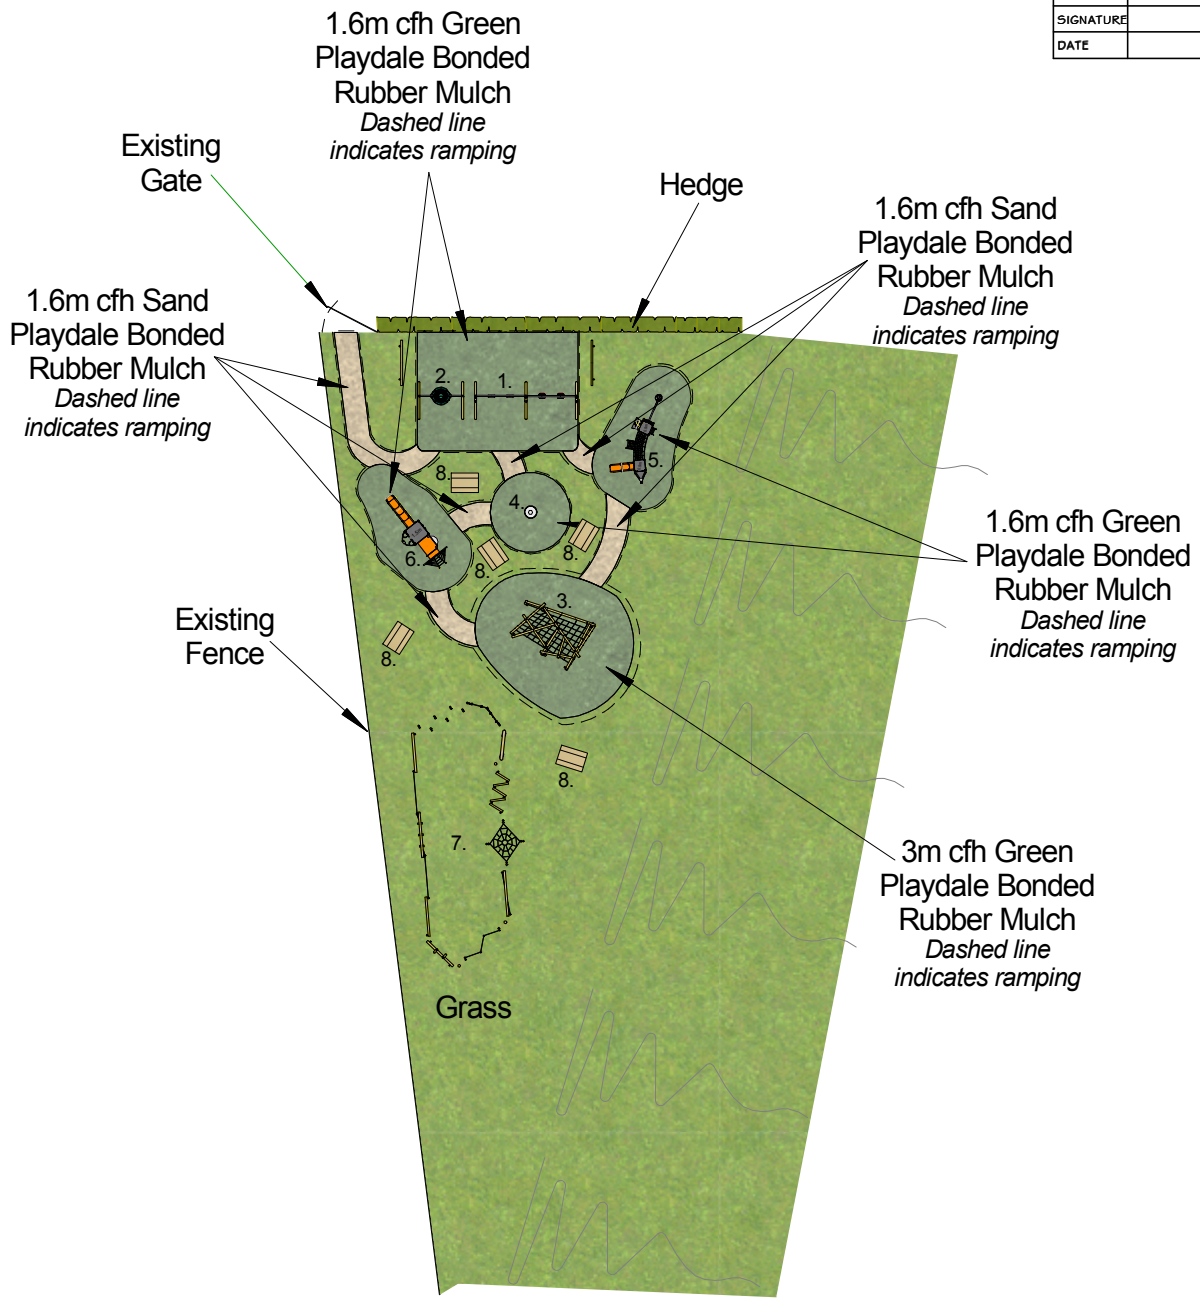 SIGNATURE
DATE
1.6m cfh Green
Playdale Bonded
Rubber Mulch
Dashed line
indicates ramping
Existing
Gate
Hedge
1.6m cfh Sand
Playdale Bonded
Rubber Mulch
Dashed line
indicates ramping
1.6m cfh Sand
Playdale Bonded
Rubber Mulch
Dashed line
indicates ramping
2.
1.
5.
8.
4.
6.
8.
8.
1.6m cfh Green
Playdale Bonded
Rubber Mulch
Dashed line
indicates ramping
3.
Existing
Fence
8.
8.
7.
3m cfh Green
Playdale Bonded
Rubber Mulch
Dashed line
indicates ramping
Grass